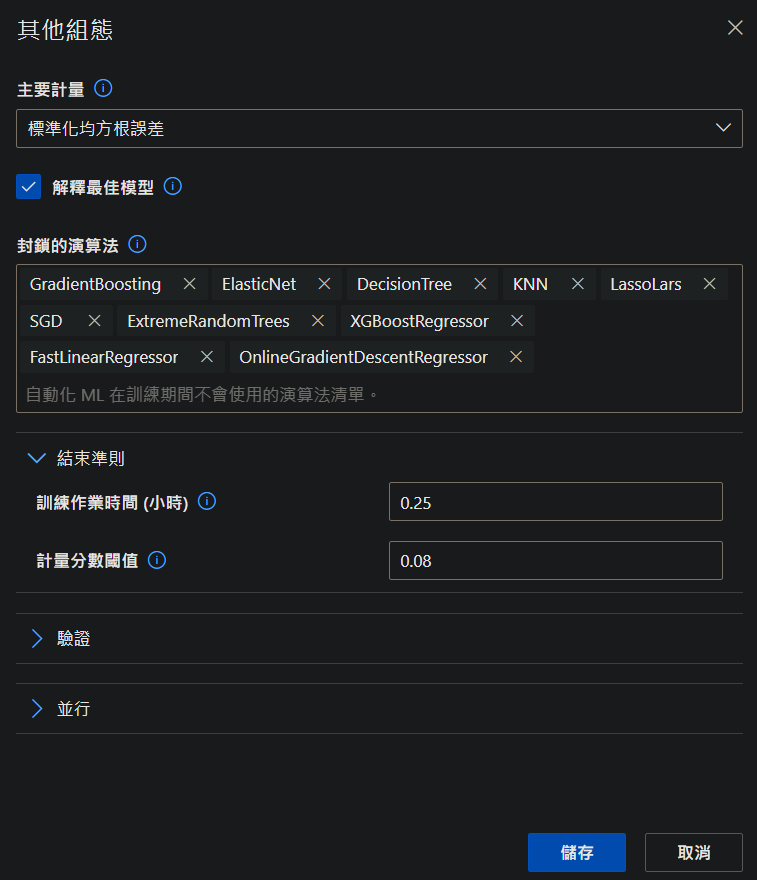 其他組態
主要計量
標準化均方根誤差
解釋最佳模型
封鎖的演算法
GradientBoosting ElasticNet DecisionTree KNN LassoLars
SGD ExtremeRandomTrees XGBoostRegressor
FastLinearRegressor OnlineGradientDescentRegressor
自動化 ML 在訓練期間不會使用的演算法清單。
結束準則
訓練作業時間 (小時) 0.25
計量分數閾值 0.08
驗證
並行
儲存 取消